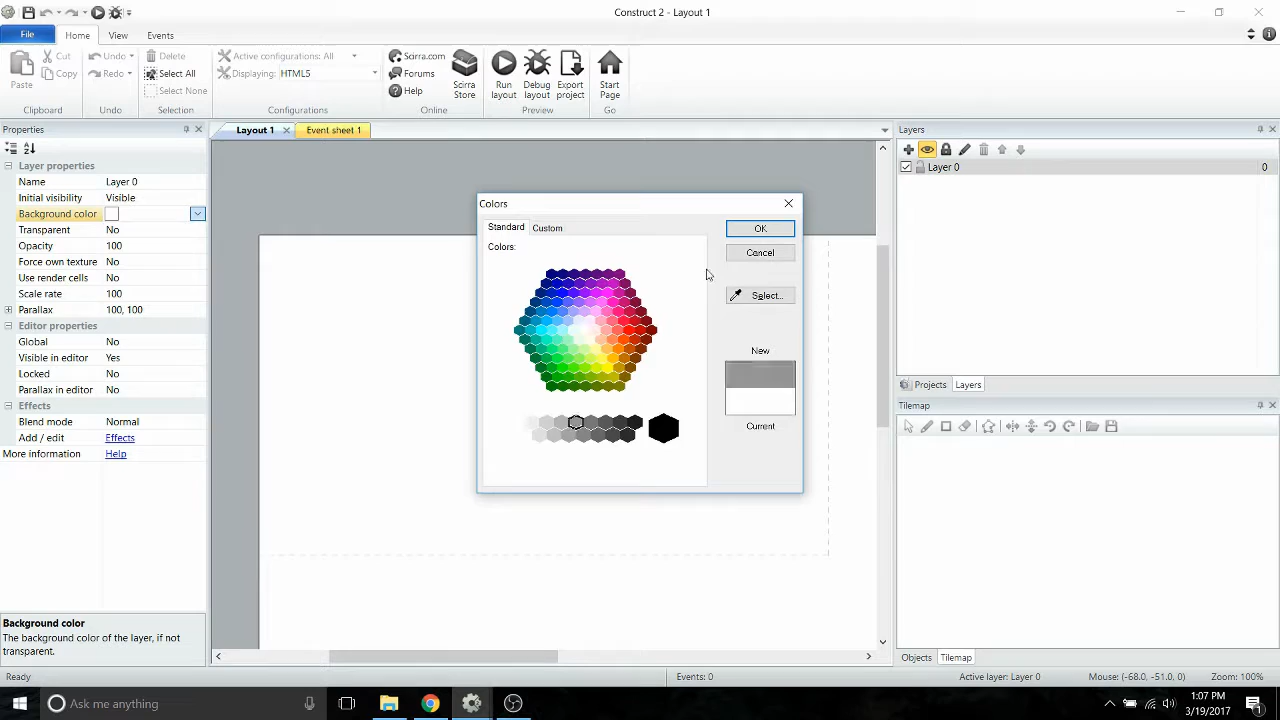 Construct 2 - Layout 1
File
Home
View
Events
Paste
Cut
Copy
Clipboard
Undo
Redo
Undo
Delete
Select All
Select None
Selection
Active configurations: All
Displaying: HTML5
Configurations
Scirra.com
Forums
Help
Scirra Store
Online
Run layout
Debug layout
Export project
Preview
Start Page
Go
Properties
Layout 1
Event sheet 1
Layers
Layer properties
Name Layer 0
Initial visibility Visible
Background color
Transparent No
Opacity 100
Force own texture No
Use render cells No
Scale rate 100
Parallax 100, 100
Editor properties
Global No
Visible in editor Yes
Locked No
Parallax in editor No
Effects
Blend mode Normal
Add / edit Effects
More information Help
Background color
The background color of the layer, if not
transparent.
Colors
Standard
Custom
Colors:
OK
Cancel
Select...
New
Current
Layer 0 0
Projects
Layers
Tilemap
Objects
Tilemap
Ready
Events: 0
Active layer: Layer 0
Mouse: (-68.0, -51.0, 0)
Zoom: 100%
Ask me anything
1:07 PM
3/19/2017